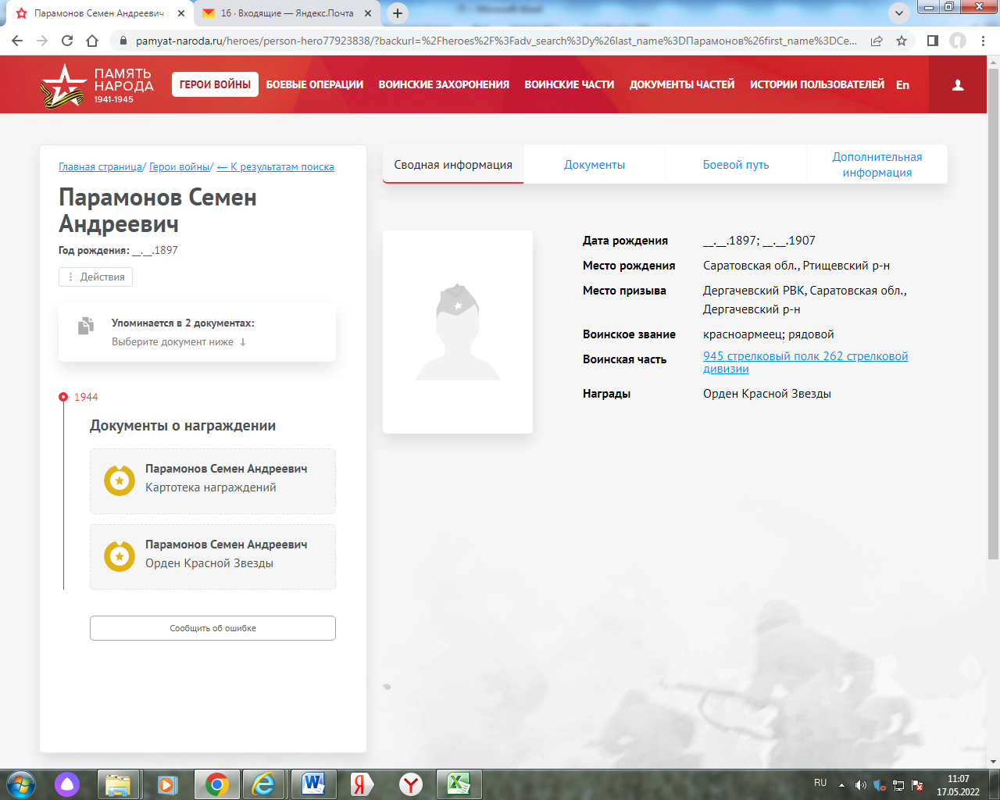 Парамонов Семен Андреевич
16 · Входящие — Яндекс.Почта
pamyat-naroda.ru/heroes/person-hero77923838/?backurl=%2Fheroes%2F%3Fadv_search%3Dy%26last_name%3DПарамонов%26first_name%3DCe...
ПАМЯТЬ
НАРОДА
1941-1945
ГЕРОИ ВОЙНЫ БОЕВЫЕ ОПЕРАЦИИ ВОИНСКИЕ ЗАХОРОНЕНИЯ ВОИНСКИЕ ЧАСТИ ДОКУМЕНТЫ ЧАСТЕЙ ИСТОРИИ ПОЛЬЗОВАТЕЛЕЙ En
Главная страница/ Герои войны/ ← К результатам поиска
Парамонов Семен
Андреевич
Год рождения: __.__.1897
Действия
Упоминается в 2 документах:
Выберите документ ниже ↓
1944
Документы о награждении
Парамонов Семен Андреевич
Картотека награждений
Парамонов Семен Андреевич
Орден Красной Звезды
Сообщить об ошибке
Сводная информация
Документы
Боевой путь
Дополнительная
информация
Дата рождения __.__.1897; __.__.1907
Место рождения Саратовская обл., Ртищевский р-н
Место призыва Дергачевский РВК, Саратовская обл.,
Дергачевский р-н
Воинское звание красноармеец; рядовой
Воинская часть 945 стрелковый полк 262 стрелковой
дивизии
Награды Орден Красной Звезды
RU
11:07
17.05.2022